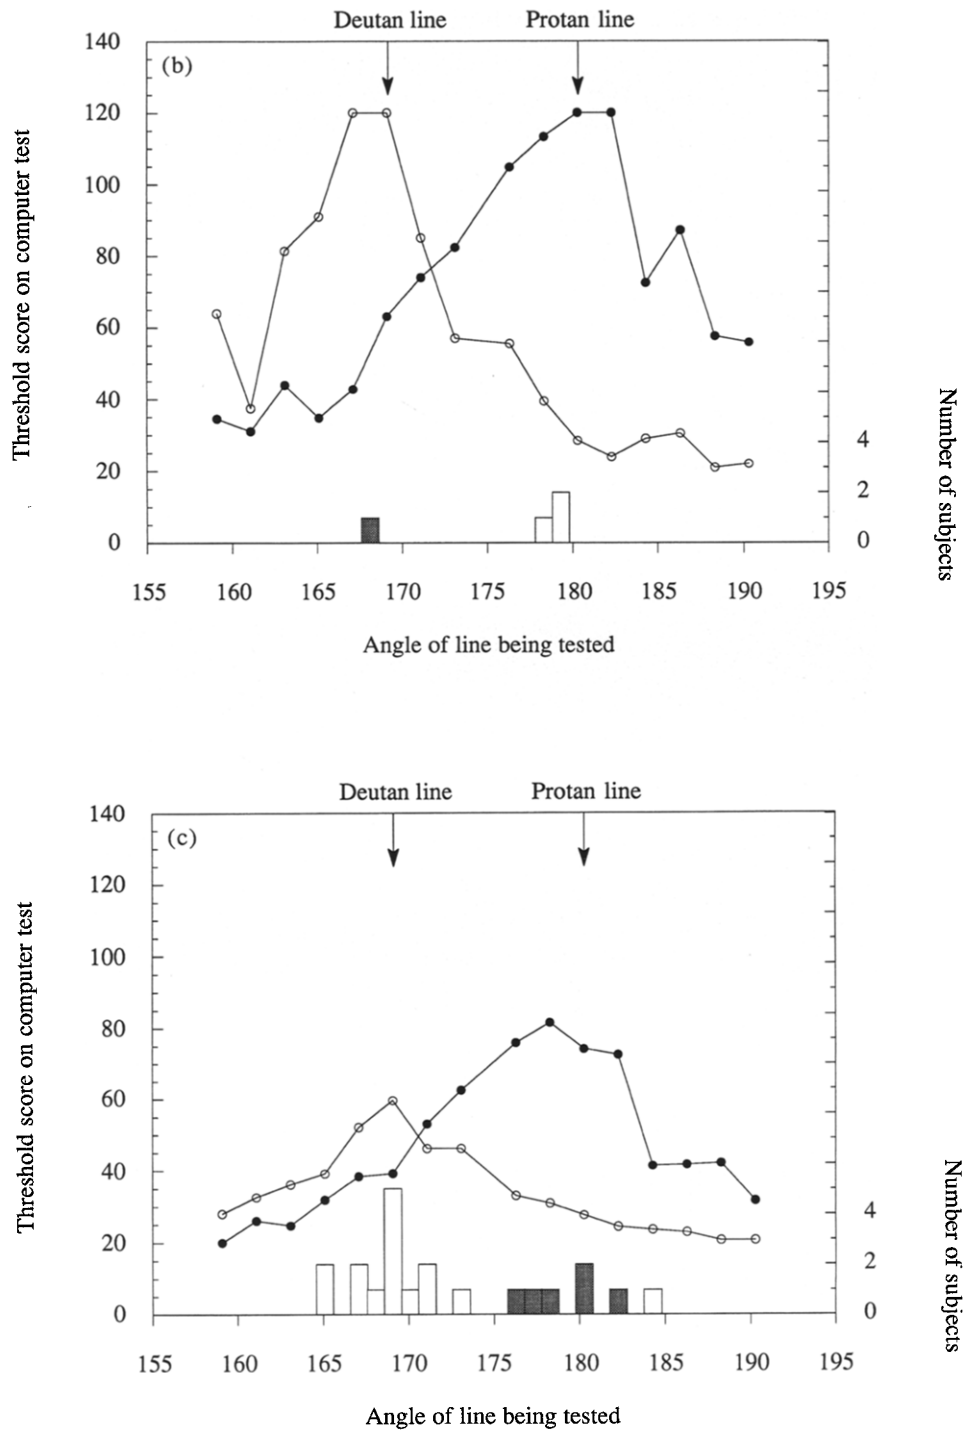 Deutan line Protan line
(b)
140
120
100
80
60
40
20
0
Threshold score on computer test
4
2
0
Number of subjects
155 160 165 170 175 180 185 190 195
Angle of line being tested
Deutan line Protan line
(c)
140
120
100
80
60
40
20
0
Threshold score on computer test
4
2
0
Number of subjects
155 160 165 170 175 180 185 190 195
Angle of line being tested